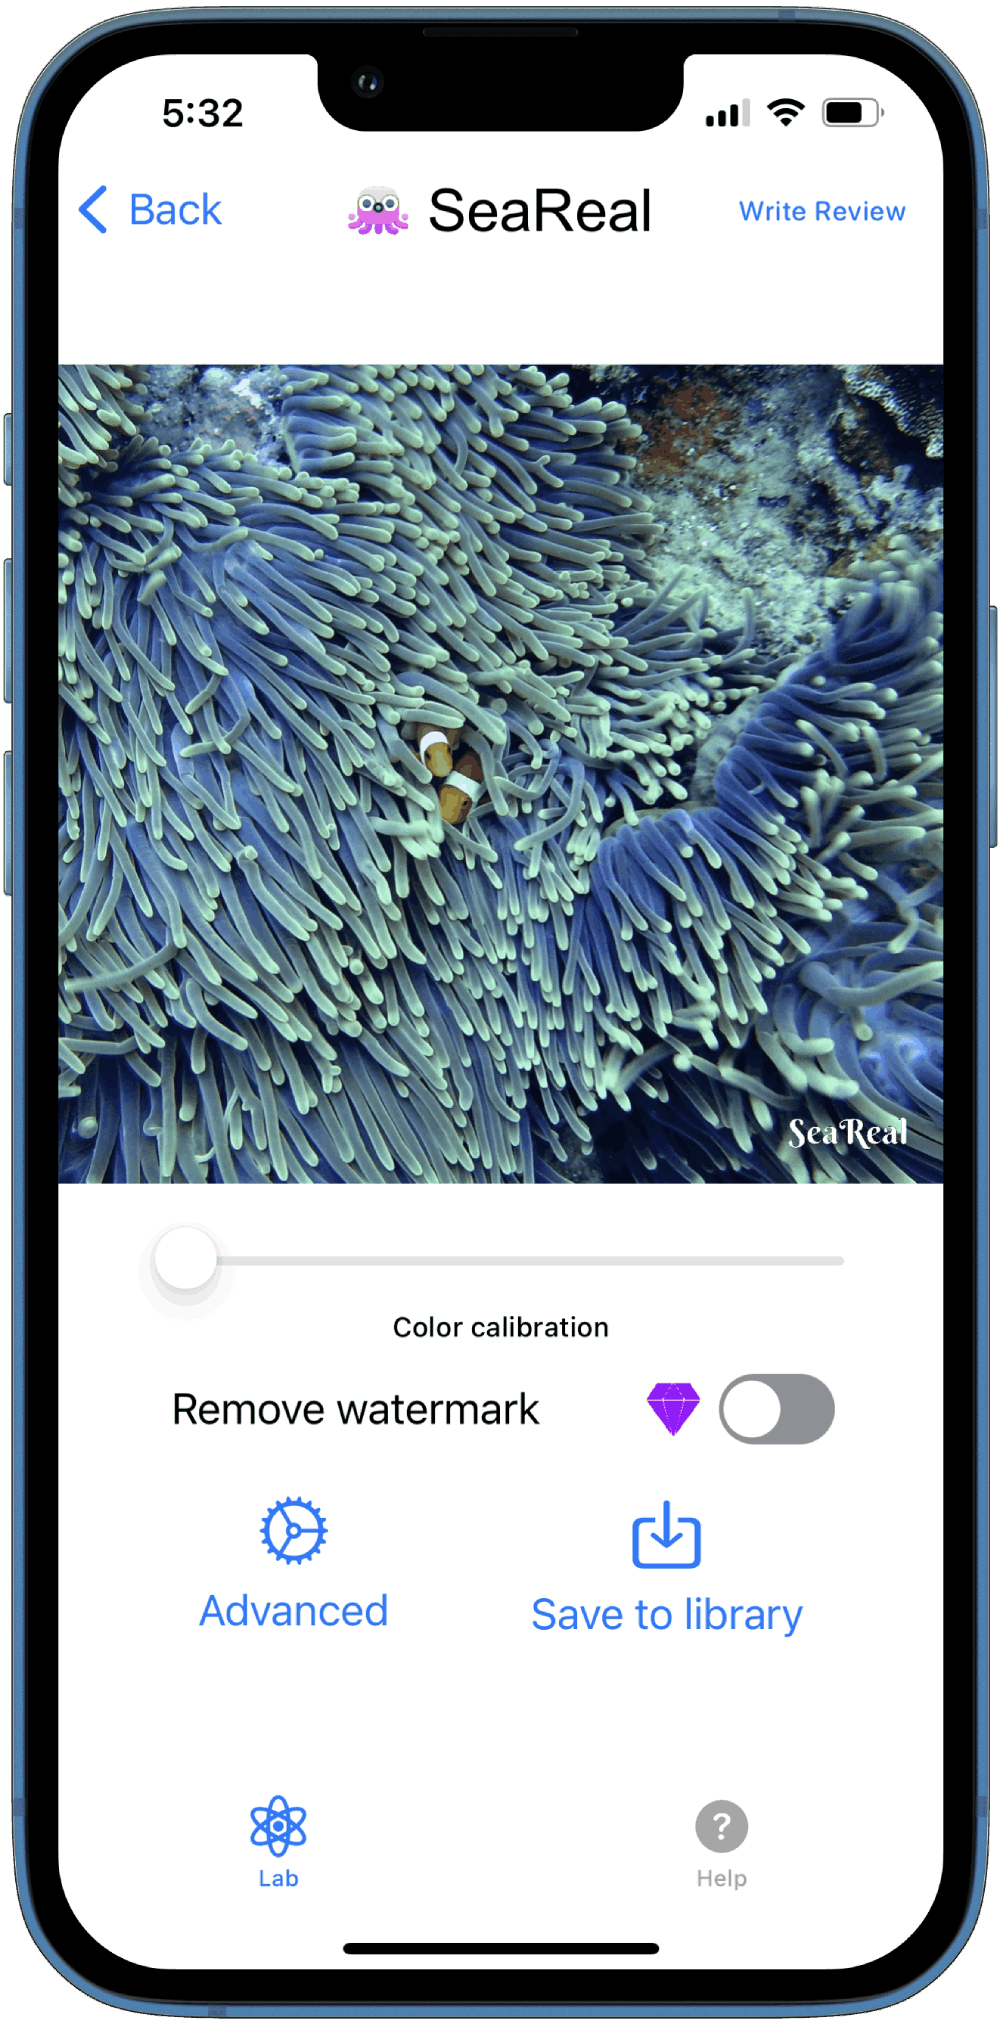 5:32
Back
SeaReal
Write Review
SeaReal
Color calibration
Remove watermark
Advanced
Save to library
?
Lab
Help